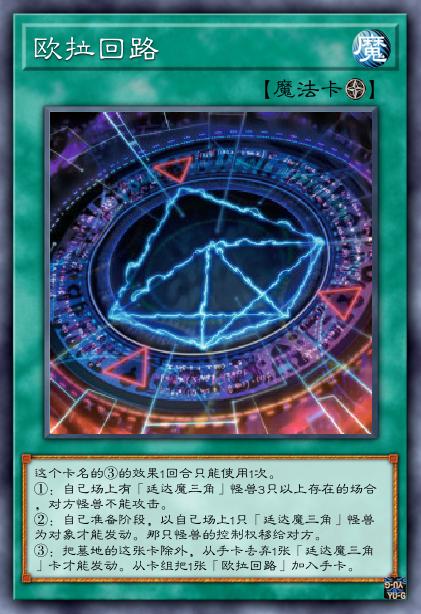 欧拉回路
魔
【魔法卡】
这个卡名的③的效果1回合只能使用1次。
①：自己场上有「廷达魔三角」怪兽3只以上存在的场合
，对方怪兽不能攻击。
②：自己准备阶段，以自己场上1只「廷达魔三角」怪兽
为对象才能发动。那只怪兽的控制权移给对方。
③：把墓地的这张卡除外，从手卡丢弃1张「廷达魔三角」
卡才能发动。从卡组把1张「欧拉回路」加入手卡。